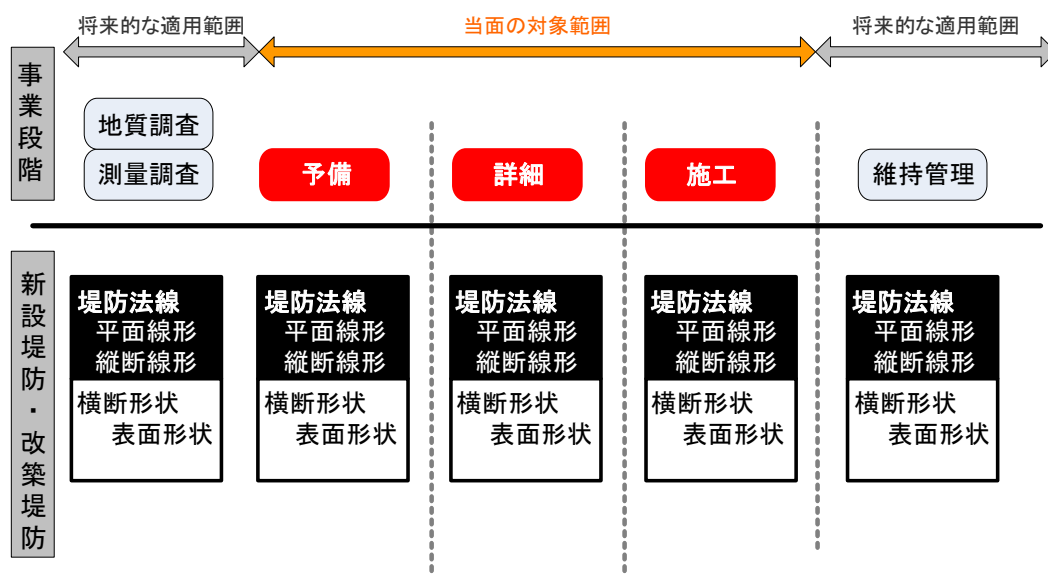 将来的な適用範囲
当面の対象範囲
将来的な適用範囲
事業段階
地質調査
測量調査
予備
詳細
施工
維持管理
新設堤防・改築堤防
堤防法線
平面線形
縦断線形
横断形状
表面形状
堤防法線
平面線形
縦断線形
横断形状
表面形状
堤防法線
平面線形
縦断線形
横断形状
表面形状
堤防法線
平面線形
縦断線形
横断形状
表面形状
堤防法線
平面線形
縦断線形
横断形状
表面形状